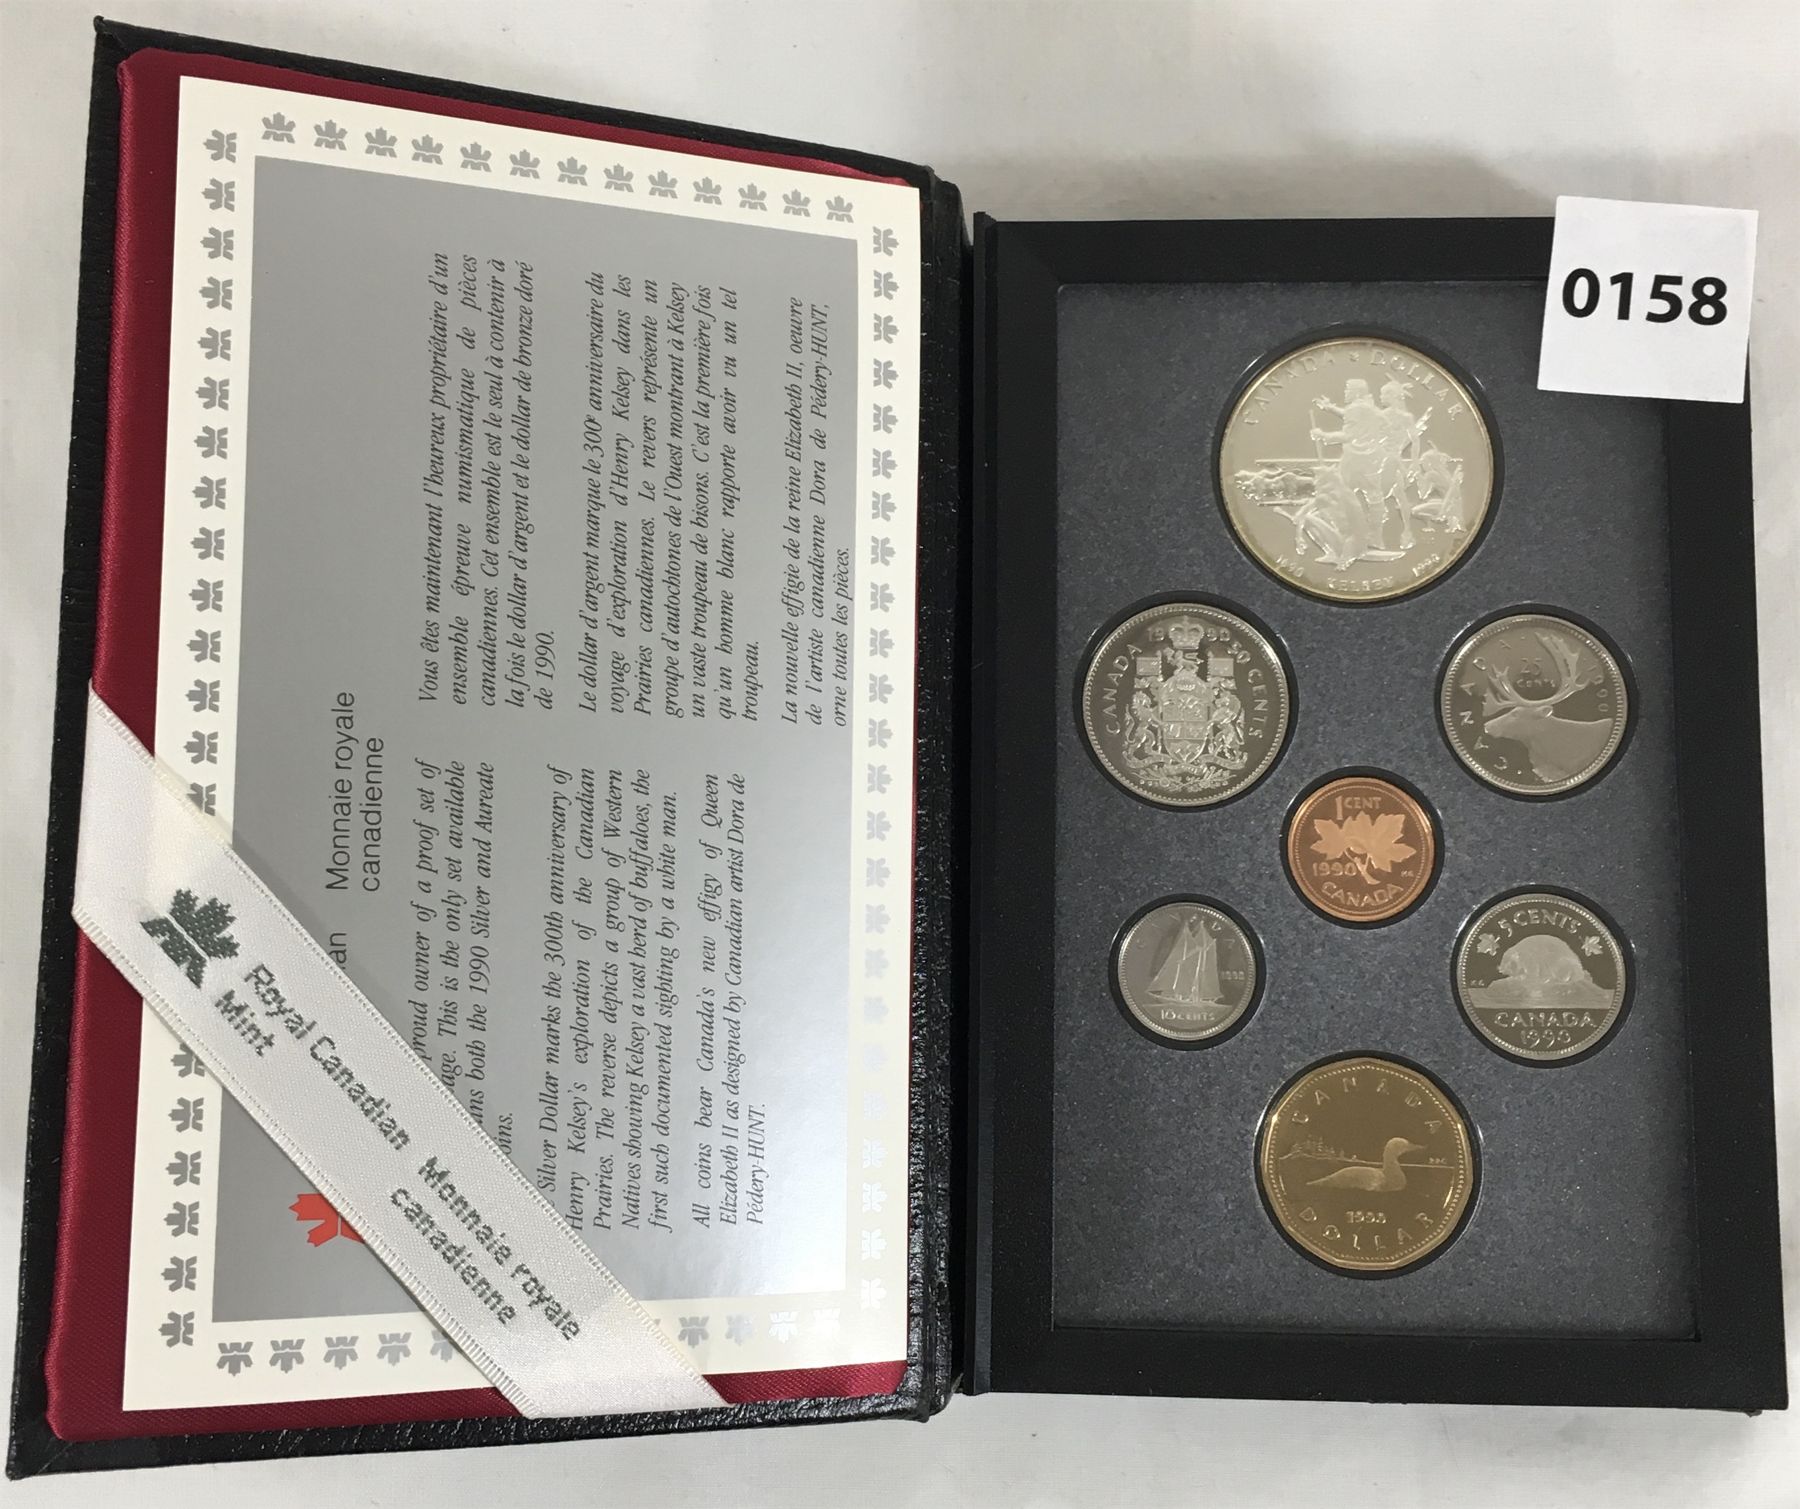 Royal Canadian
Mint
Monnaie royale
canadienne
Monnaie royale
canadienne
proud owner of a proof set of
This is the only set available
both the 1990 Silver and Aureate
Silver Dollar marks the 300th anniversary of
Henry Kelsey's exploration of the Canadian
Prairies. The reverse depicts a group of Western
Natives showing Kelsey a vast herd of buffaloes, the
first such documented sighting by a white man.
All coins bear Canada's new effigy of Queen
Elizabeth II as designed by Canadian artist Dora de
Pédery-HUNT.
Vous êtes maintenant l'heureux propriétaire d'un
ensemble épreuve numismatique de pièces
canadiennes. Cet ensemble est le seul à contenir à
la fois le dollar d'argent et le dollar de bronze doré
de 1990.
Le dollar d'argent marque le 300e anniversaire du
voyage d'exploration d'Henry Kelsey dans les
Prairies canadiennes. Le revers représente un
groupe d'autochtones de l'Ouest montrant à Kelsey
un vaste troupeau de bisons. C'est la première fois
qu'un homme blanc rapporte avoir vu un tel
troupeau.
La nouvelle effigie de la reine Elizabeth II, oeuvre
de l'artiste canadienne Dora de Pédery-HUNT,
orne toutes les pièces.
0158
CANADA DOLLAR
1690 KELSEY 1990
1990
CANADA 50 CENTS
CANADA 1990
25
CENTS
1 CENT
1990
CANADA
CANADA
1990
10 CENTS
5 CENTS
CANADA
1990
CANADA
DOLLAR